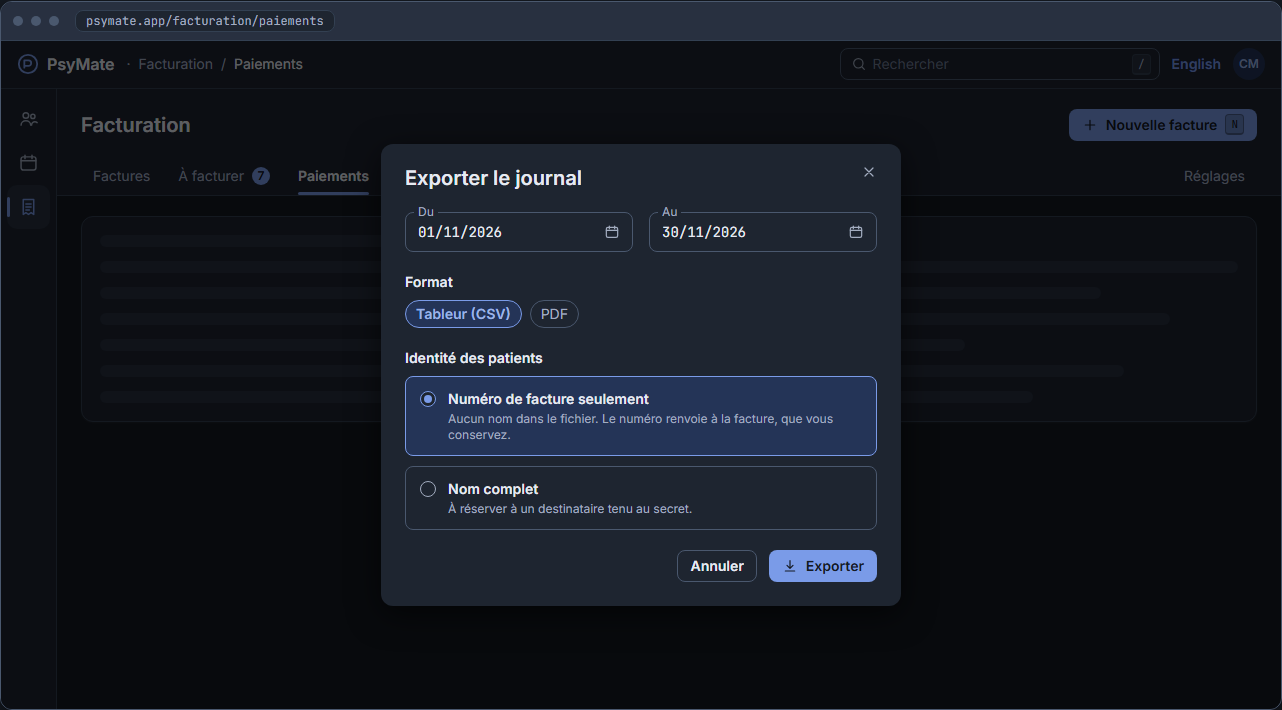 psymate.app/facturation/paiements
PsyMate · Facturation / Paiements
Rechercher /
English
CM
Facturation
+ Nouvelle facture N
Factures
À facturer 7
Paiements
Réglages
Exporter le journal
Du
01/11/2026
Au
30/11/2026
Format
Tableur (CSV)
PDF
Identité des patients
Numéro de facture seulement
Aucun nom dans le fichier. Le numéro renvoie à la facture, que vous
conservez.
Nom complet
À réserver à un destinataire tenu au secret.
Annuler
Exporter